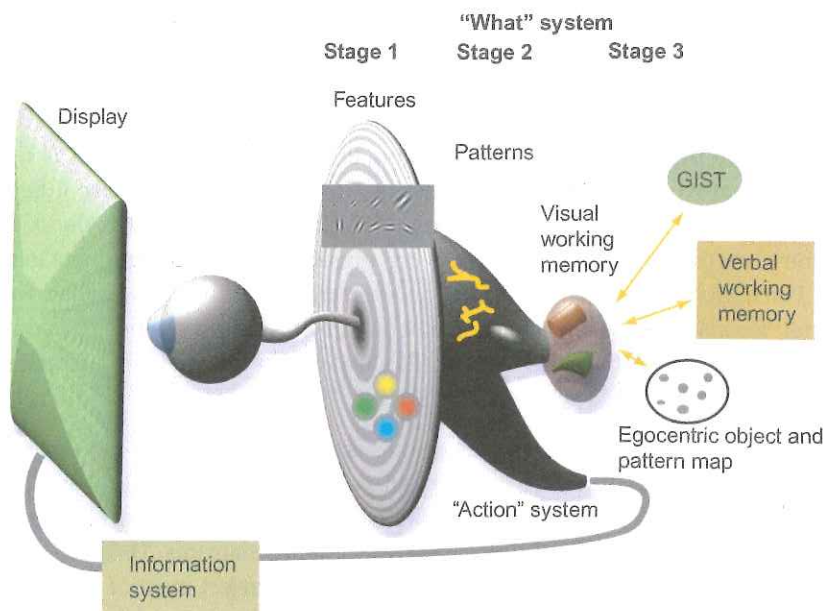 “What” system
Stage 1 Stage 2 Stage 3
Features
Display
Patterns
GIST
Visual
working
memory
Verbal
working
memory
Egocentric object and
pattern map
“Action” system
Information
system